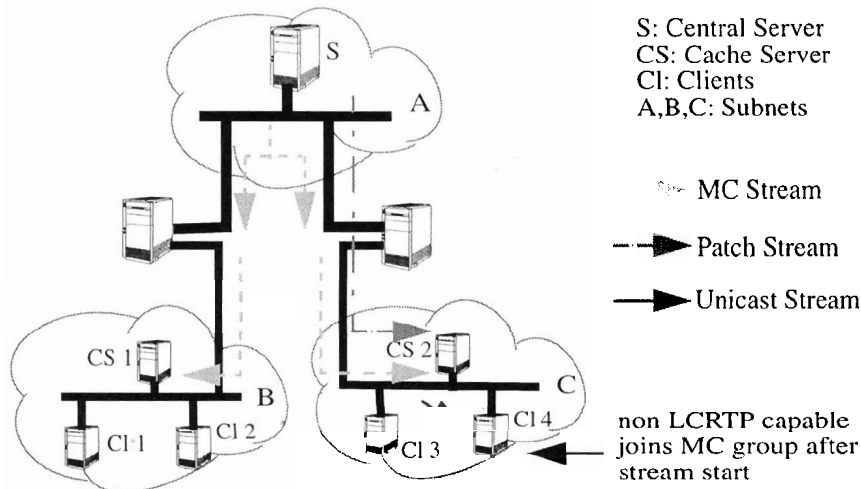 S
A
S: Central Server
CS: Cache Server
Cl: Clients
A,B,C: Subnets
MC Stream
Patch Stream
Unicast Stream
CS 1
B
Cl 1
Cl 2
CS 2
C
Cl 3
Cl 4
non LCRTP capable
joins MC group after
stream start